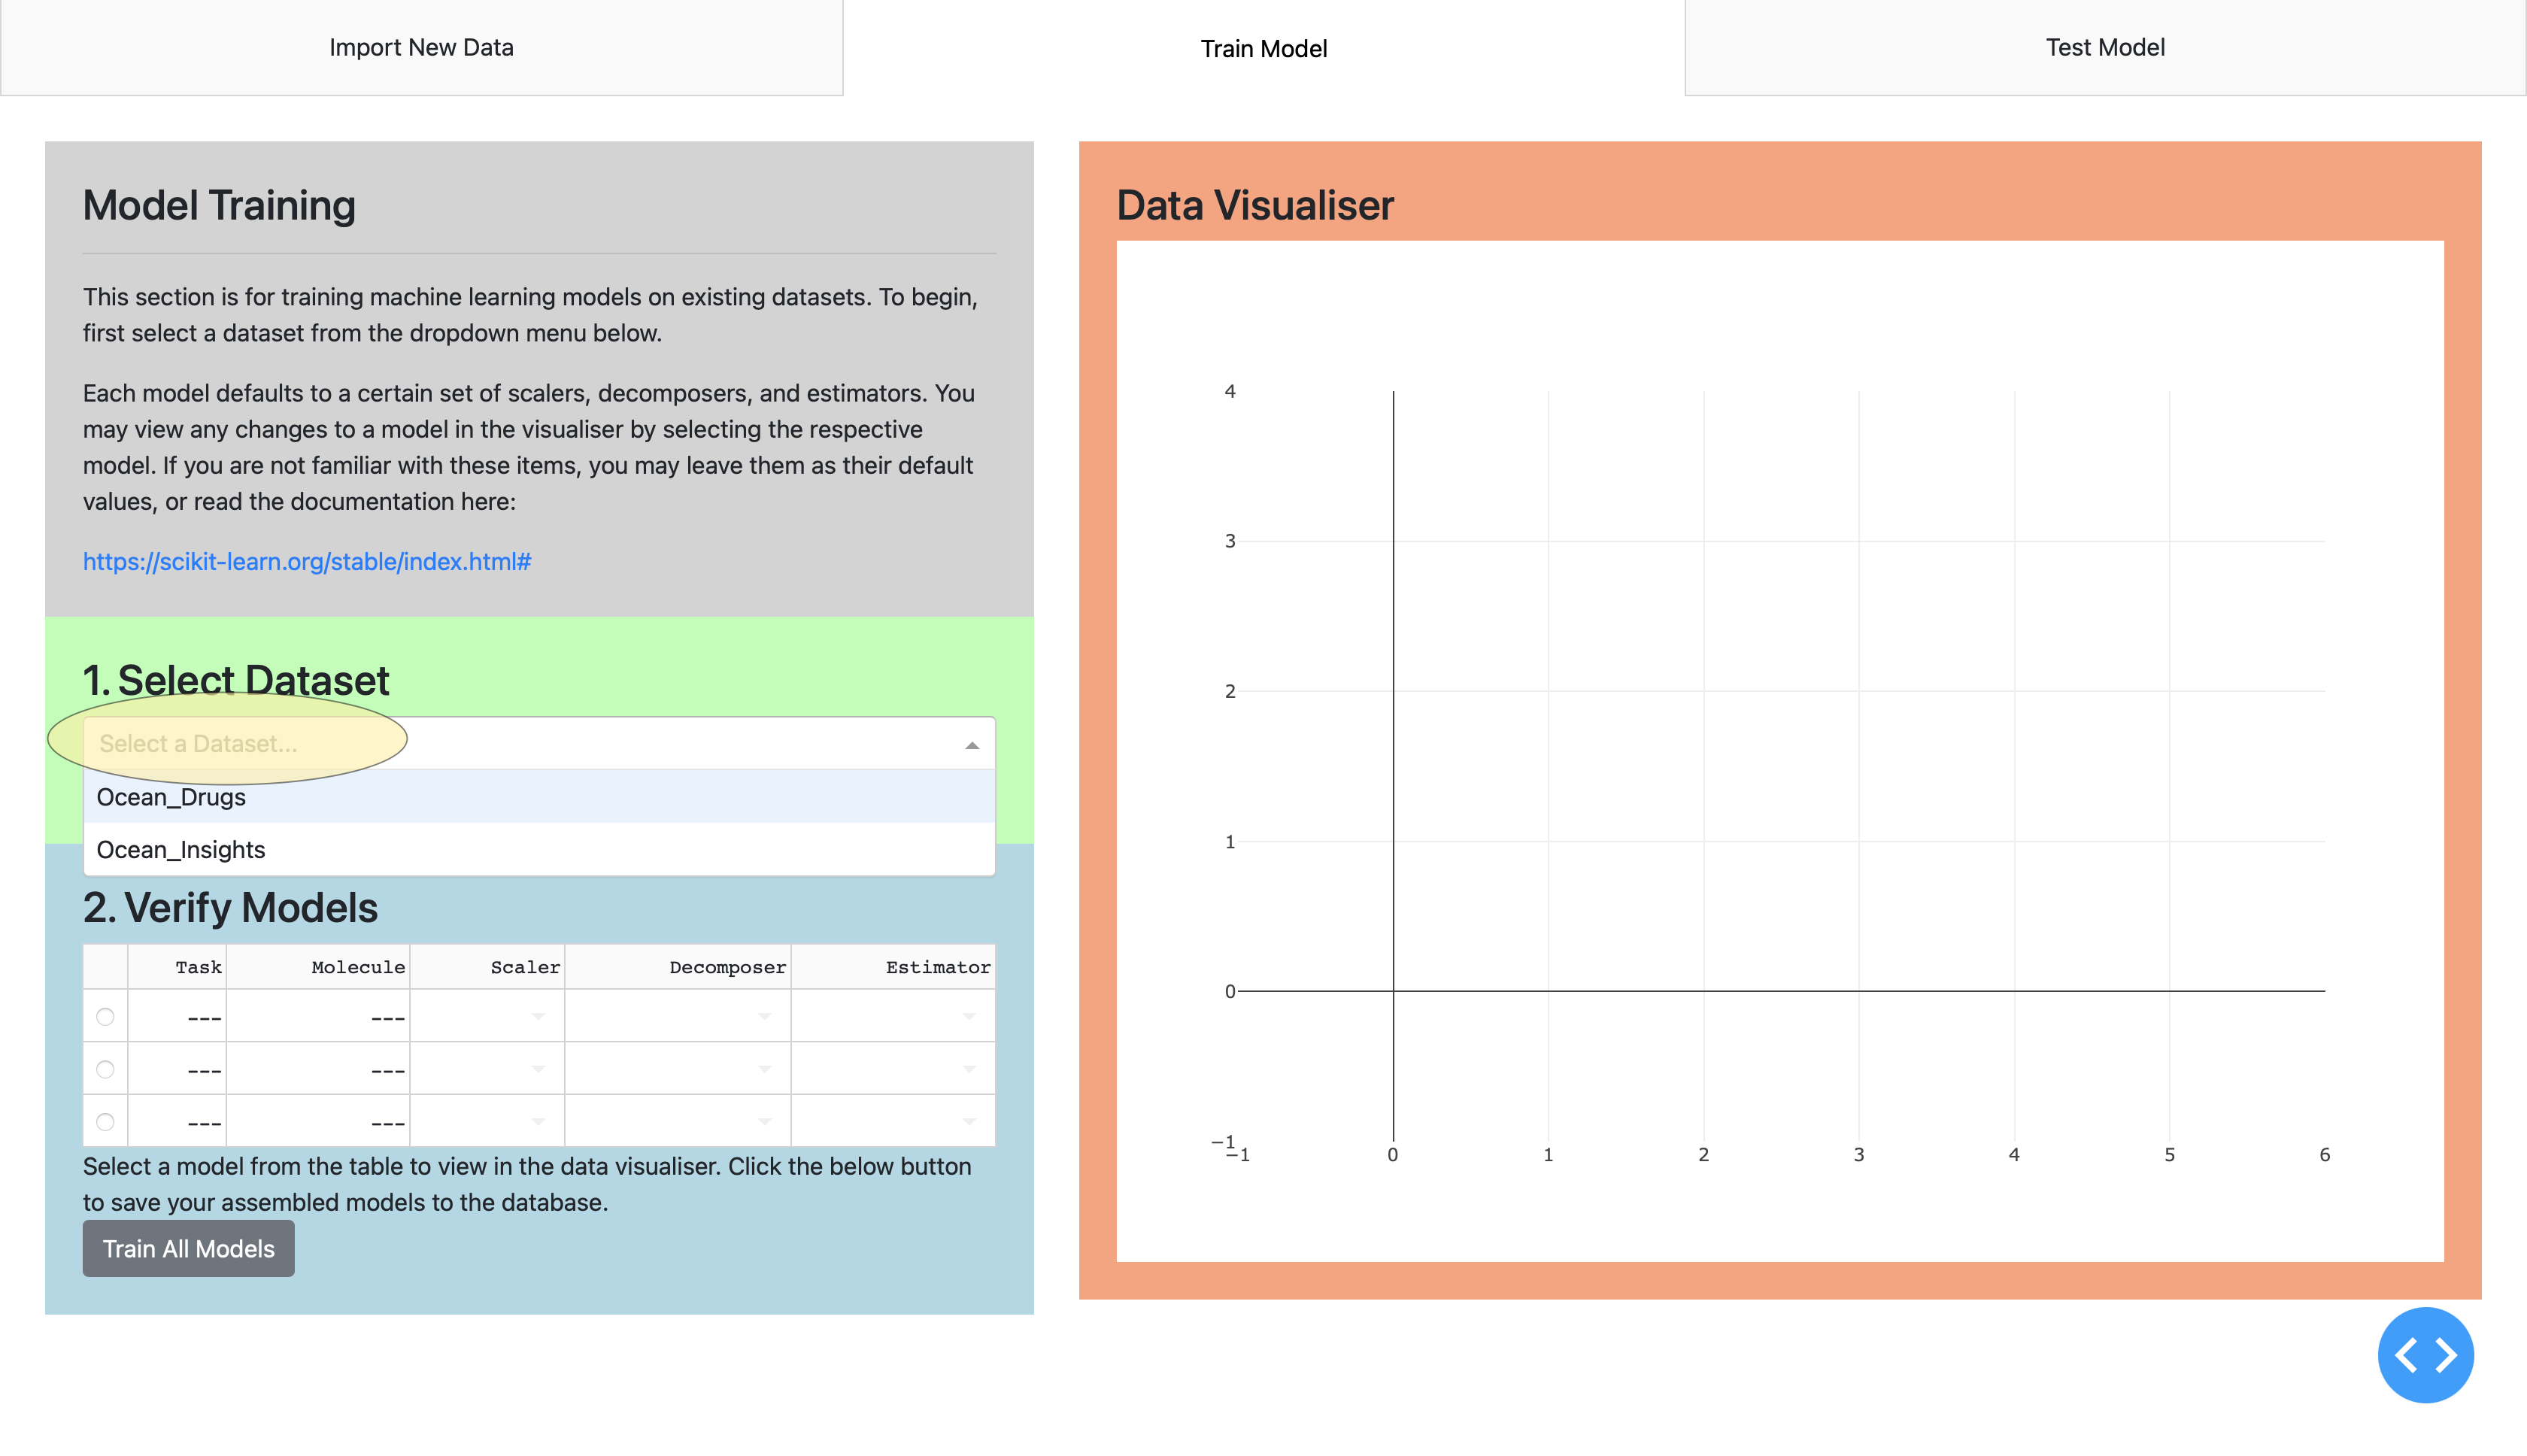 Import New Data
Train Model
Test Model
Model Training
This section is for training machine learning models on existing datasets. To begin,
first select a dataset from the dropdown menu below.
Each model defaults to a certain set of scalers, decomposers, and estimators. You
may view any changes to a model in the visualiser by selecting the respective
model. If you are not familiar with these items, you may leave them as their default
values, or read the documentation here:
https://scikit-learn.org/stable/index.html#
1. Select Dataset
Select a Dataset...
Ocean_Drugs
Ocean_Insights
2. Verify Models
Task Molecule Scaler Decomposer Estimator
--- ---
--- ---
--- ---
Select a model from the table to view in the data visualiser. Click the below button
to save your assembled models to the database.
Train All Models
Data Visualiser
4
3
2
1
0
−1
−1 0 1 2 3 4 5 6